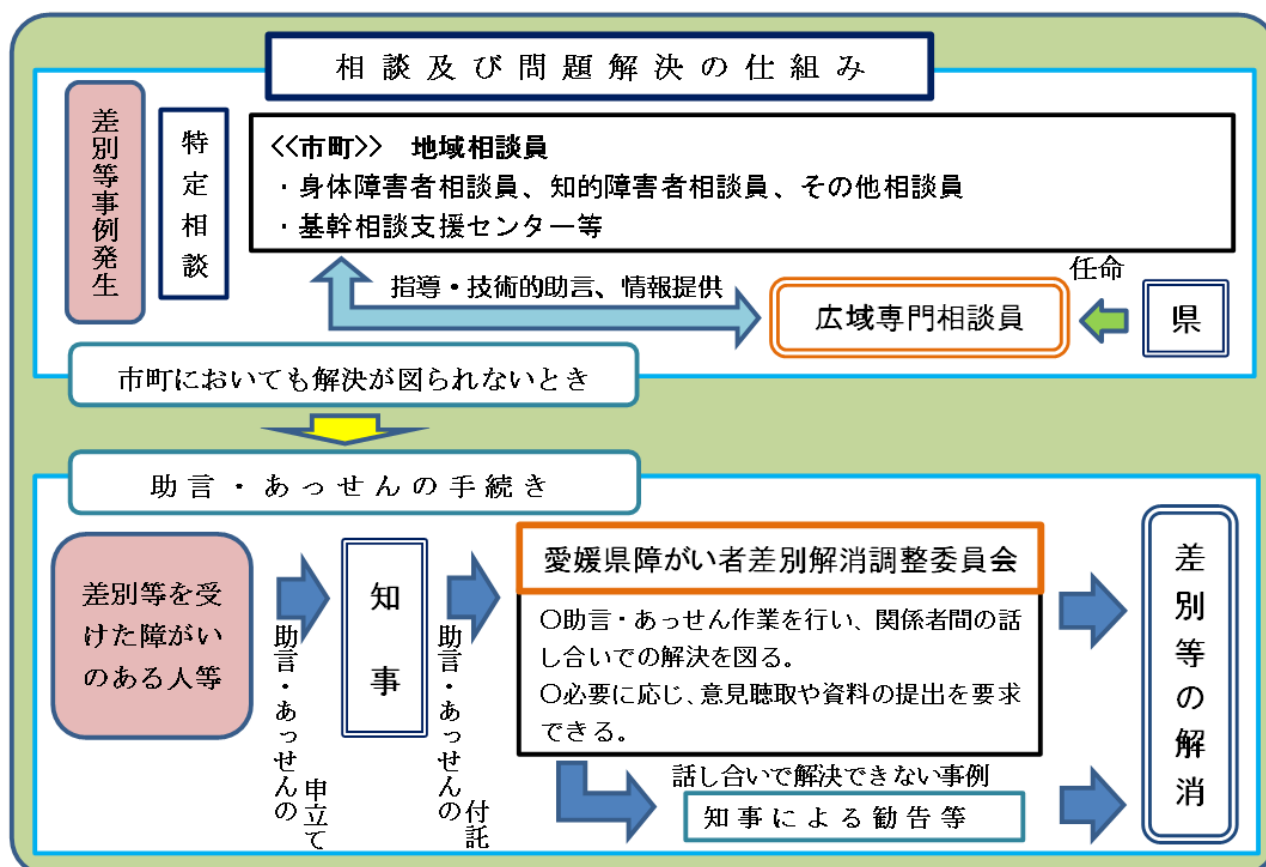 相談及び問題解決の仕組み
差別等事例発生
特定相談
<<市町>>　地域相談員
・身体障害者相談員、知的障害者相談員、その他相談員
・基幹相談支援センター等
指導・技術的助言、情報提供
広域専門相談員
任命
県
市町においても解決が図られないとき
助言・あっせんの手続き
差別等を受
けた障がい
のある人等
助言・あっせんの
申立て
知事
助言・あっせんの
付託
愛媛県障がい者差別解消調整委員会
○助言・あっせん作業を行い、関係者間の話
し合いでの解決を図る。
○必要に応じ、意見聴取や資料の提出を要求
できる。
話し合いで解決できない事例
知事による勧告等
差別等の解消